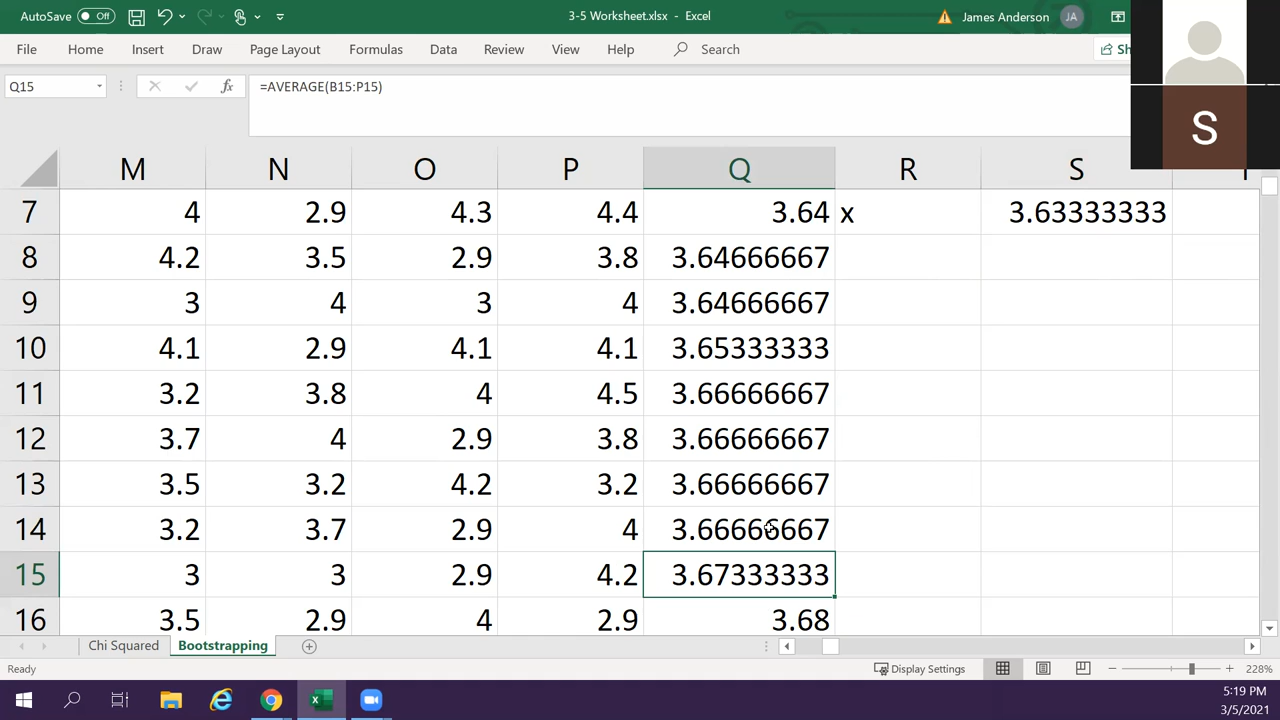 AutoSave Off 3-5 Worksheet.xlsx - Excel James Anderson JA
File Home Insert Draw Page Layout Formulas Data Review View Help Search Sh
Q15 fx =AVERAGE(B15:P15)
S
M N O P Q R S
7 4 2.9 4.3 4.4 3.64 x 3.63333333
8 4.2 3.5 2.9 3.8 3.64666667
9 3 4 3 4 3.64666667
10 4.1 2.9 4.1 4.1 3.65333333
11 3.2 3.8 4 4.5 3.66666667
12 3.7 4 2.9 3.8 3.66666667
13 3.5 3.2 4.2 3.2 3.66666667
14 3.2 3.7 2.9 4 3.66666667
15 3 3 2.9 4.2 3.67333333
16 3.5 2.9 4 2.9 3.68
Chi Squared Bootstrapping
Ready Display Settings 228%
5:19 PM
3/5/2021